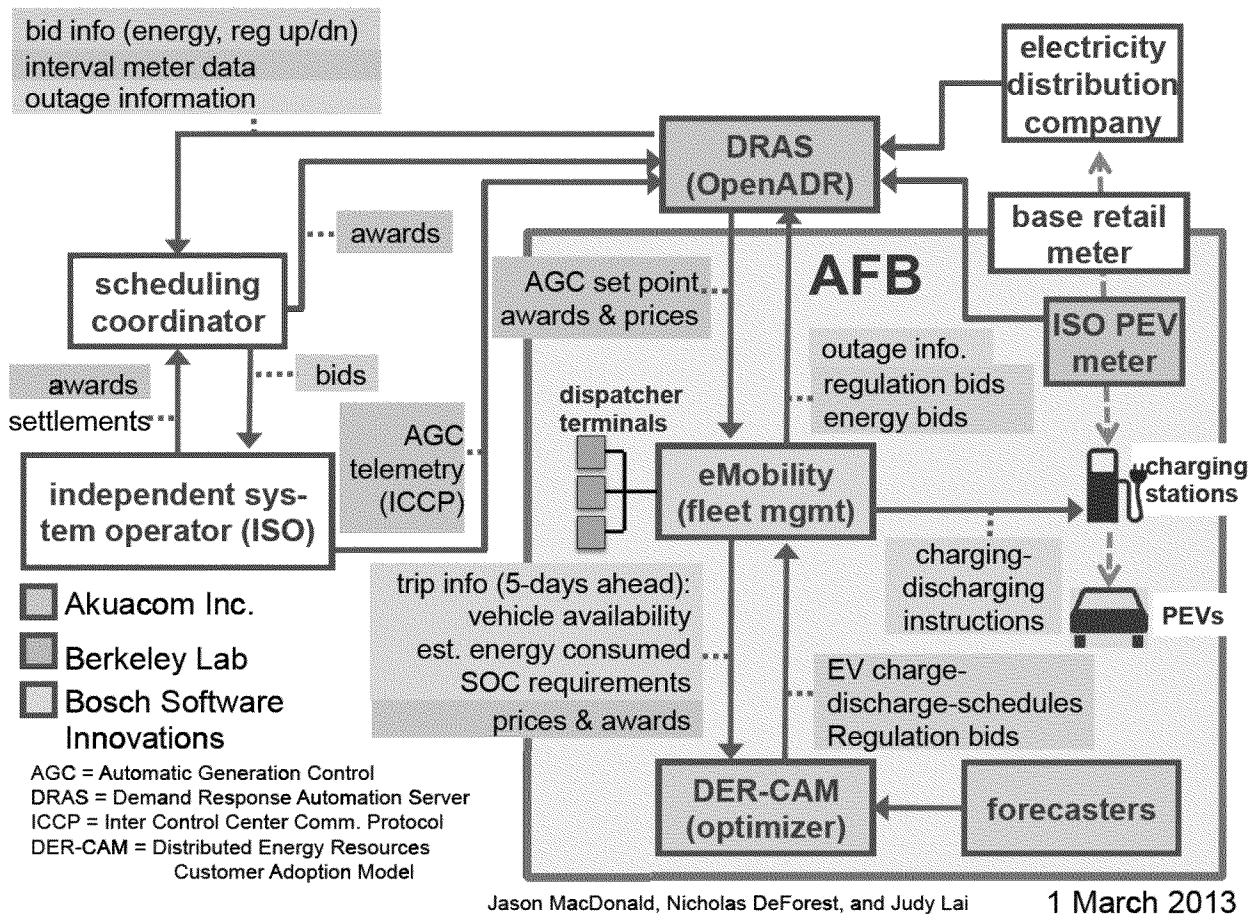 bid info (energy, reg up/dn)
interval meter data
outage information
electricity
distribution
company
DRAS
(OpenADR)
base retail
meter
awards
AFB
scheduling
coordinator
AGC set point
awards & prices
ISO PEV
meter
outage info.
regulation bids
energy bids
awards
settlements
bids
dispatcher
terminals
AGC
telemetry
(ICCP)
eMobility
(fleet mgmt)
charging
stations
independent sys-
tem operator (ISO)
charging-
discharging
instructions
PEVs
trip info (5-days ahead):
vehicle availability
est. energy consumed
SOC requirements
prices & awards
EV charge-
discharge-schedules
Regulation bids
Akuacom Inc.
Berkeley Lab
Bosch Software
Innovations
DER-CAM
(optimizer)
forecasters
AGC = Automatic Generation Control
DRAS = Demand Response Automation Server
ICCP = Inter Control Center Comm. Protocol
DER-CAM = Distributed Energy Resources
Customer Adoption Model
Jason MacDonald, Nicholas DeForest, and Judy Lai
1 March 2013